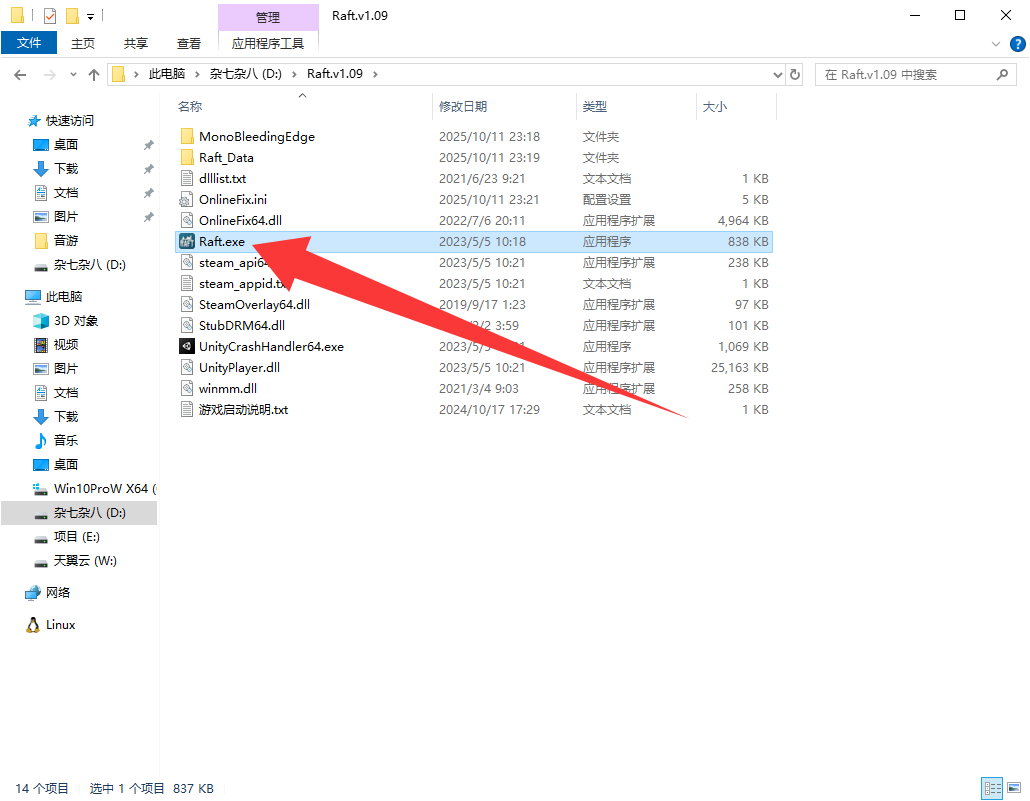 管理
Raft.v1.09
文件 主页 共享 查看 应用程序工具
此电脑 杂七杂八 (D:) Raft.v1.09
在 Raft.v1.09 中搜索
快速访问
桌面
下载
文档
图片
音游
杂七杂八 (D:)
此电脑
3D 对象
视频
图片
文档
下载
音乐
桌面
Win10ProW X64 (
杂七杂八 (D:)
项目 (E:)
天翼云 (W:)
网络
Linux
名称 修改日期 类型 大小
MonoBleedingEdge 2025/10/11 23:18 文件夹
Raft_Data 2025/10/11 23:19 文件夹
dlllist.txt 2021/6/23 9:21 文本文档 1 KB
OnlineFix.ini 2025/10/11 23:21 配置设置 5 KB
OnlineFix64.dll 2022/7/6 20:11 应用程序扩展 4,964 KB
Raft.exe 2023/5/5 10:18 应用程序 838 KB
steam_api64 2023/5/5 10:21 应用程序扩展 238 KB
steam_appid.tx 2023/5/5 10:21 文本文档 1 KB
SteamOverlay64.dll 2019/9/17 1:23 应用程序扩展 97 KB
StubDRM64.dll 3:59 应用程序扩展 101 KB
UnityCrashHandler64.exe 2023/5/5 应用程序 1,069 KB
UnityPlayer.dll 2023/5/5 10:21 应用程序扩展 25,163 KB
winmm.dll 2021/3/4 9:03 应用程序扩展 258 KB
游戏启动说明.txt 2024/10/17 17:29 文本文档 1 KB
14 个项目 选中 1 个项目 837 KB